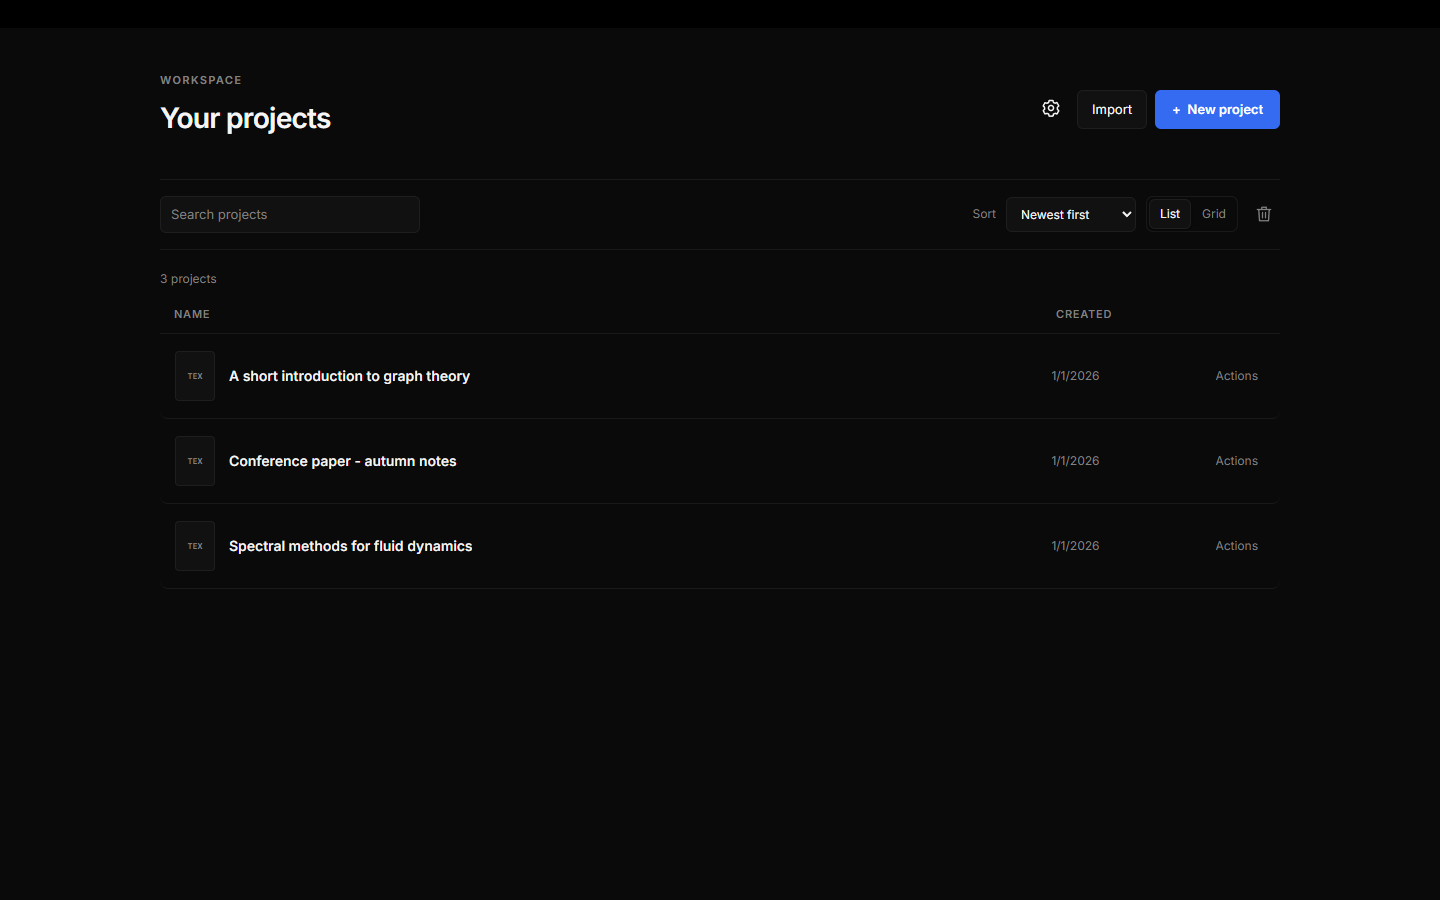 WORKSPACE
Your projects
Import
+ New project
Search projects
Sort
Newest first
List
Grid
3 projects
NAME
CREATED
TEX
A short introduction to graph theory
1/1/2026
Actions
TEX
Conference paper - autumn notes
1/1/2026
Actions
TEX
Spectral methods for fluid dynamics
1/1/2026
Actions